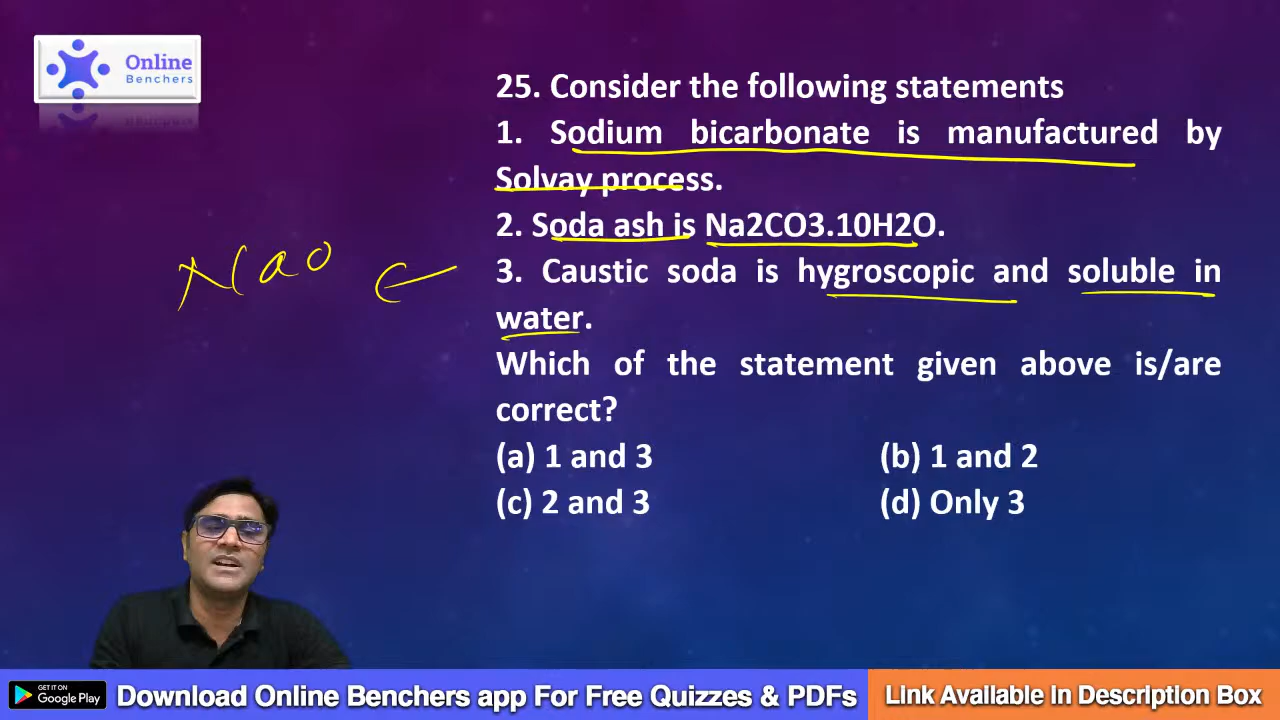 Online
Benchers
25. Consider the following statements
1. Sodium bicarbonate is manufactured by
Solvay process.
2. Soda ash is Na2CO3.10H2O.
3. Caustic soda is hygroscopic and soluble in
water.
Which of the statement given above is/are
correct?
(a) 1 and 3 (b) 1 and 2
(c) 2 and 3 (d) Only 3
Nao
GET IT ON
Google Play
Download Online Benchers app For Free Quizzes & PDFs
Link Available In Description Box